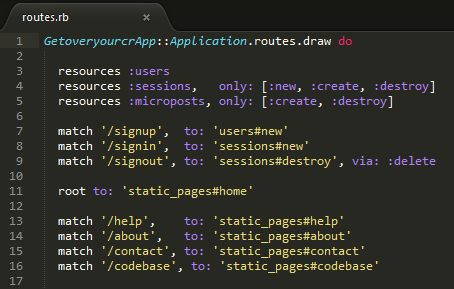 routes.rb ×
1 GetoveryourcrApp::Application.routes.draw do
2
3   resources :users
4   resources :sessions,   only: [:new, :create, :destroy]
5   resources :microposts, only: [:create, :destroy]
6
7   match '/signup',  to: 'users#new'
8   match '/signin',  to: 'sessions#new'
9   match '/signout', to: 'sessions#destroy', via: :delete
10
11   root to: 'static_pages#home'
12
13   match '/help',    to: 'static_pages#help'
14   match '/about',   to: 'static_pages#about'
15   match '/contact', to: 'static_pages#contact'
16   match '/codebase', to: 'static_pages#codebase'
17